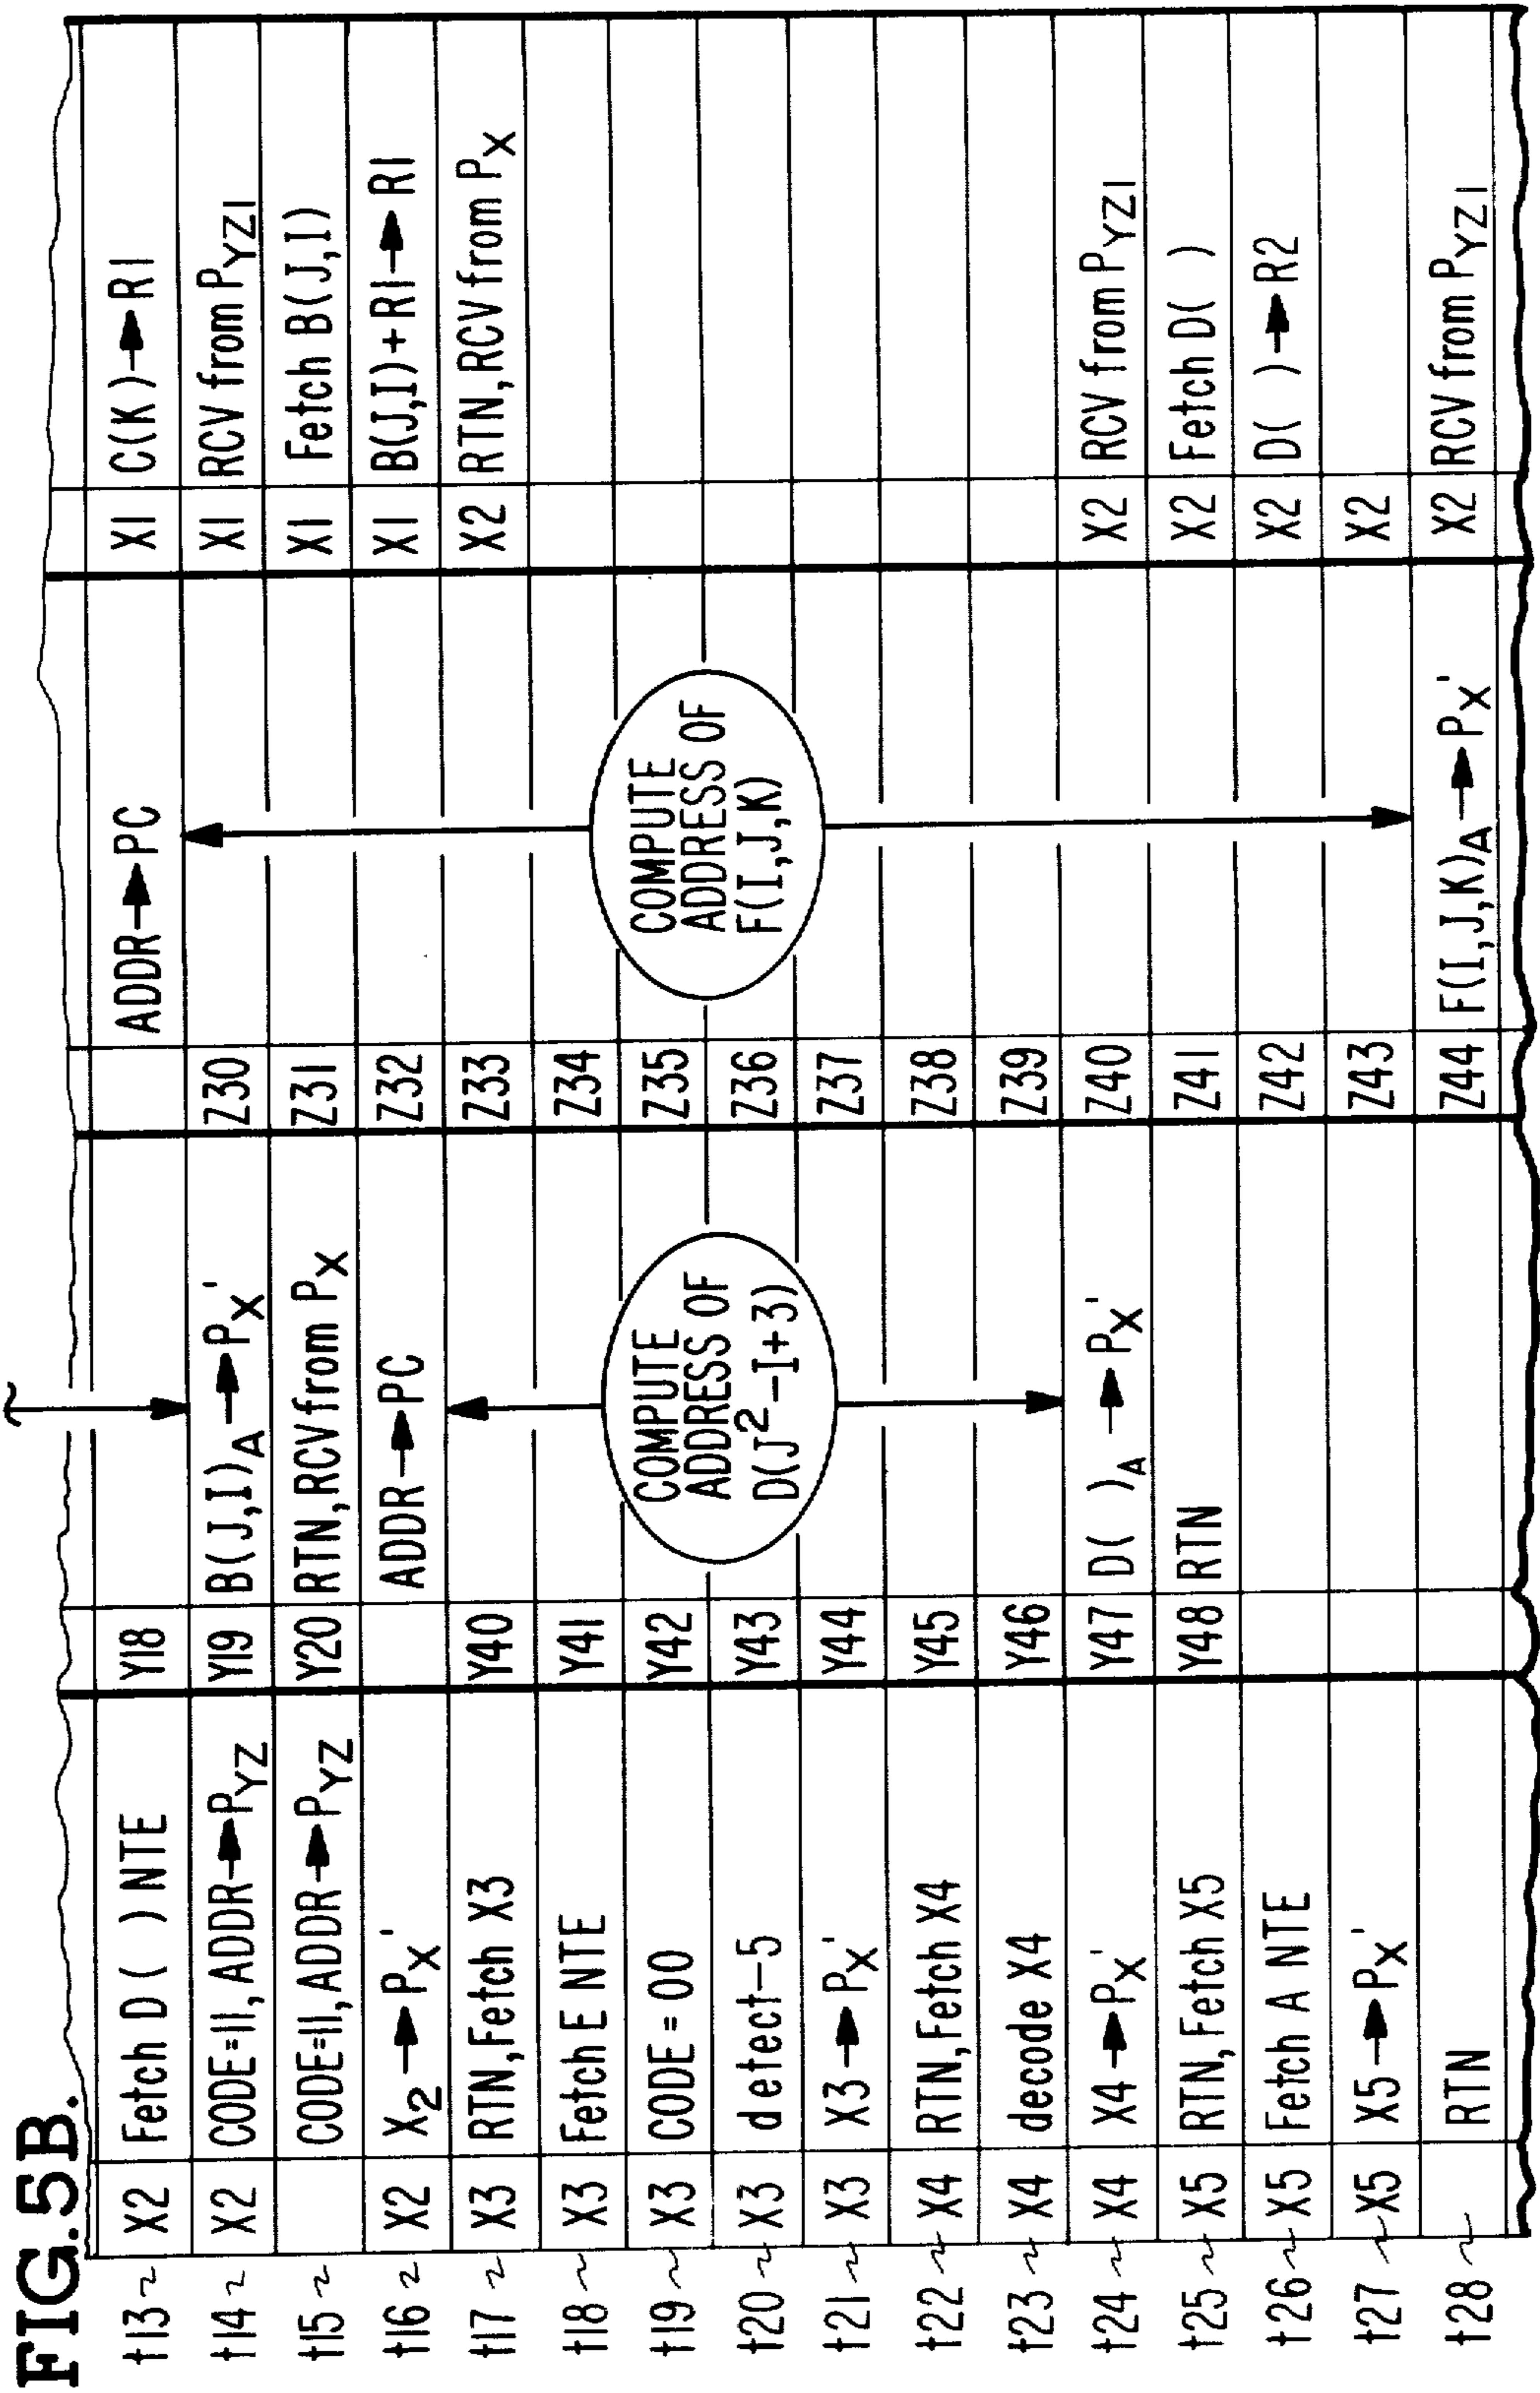 FIG.5B.
t13 X2 Fetch D ( ) NTE Y18 ADDR→PC X1 C(K)→R1
t14 X2 CODE=11,ADDR→PYZ Y19 B(J,I)A→PX' Z30 X1 RCV from PYZ1
t15 CODE=11,ADDR→PYZ Y20 RTN,RCV from PX Z31 X1 Fetch B(J,I)
t16 X2 X2→PX' ADDR→PC Z32 X1 B(J,I)+R1→R1
t17 X3 RTN,Fetch X3 Y40 Z33 X2 RTN,RCV from PX
t18 X3 Fetch E NTE Y41 Z34
t19 X3 CODE = 00 Y42 Z35
t20 X3 detect-5 Y43 Z36
COMPUTE
ADDRESS OF
D(J2-I+3)
COMPUTE
ADDRESS OF
F(I,J,K)
t21 X3 X3→PX' Y44 Z37
t22 X4 RTN,Fetch X4 Y45 Z38
t23 X4 decode X4 Y46 Z39
t24 X4 X4→PX' Y47 D( )A→PX' Z40 X2 RCV from PYZ1
t25 X5 RTN,Fetch X5 Y48 RTN Z41 X2 Fetch D( )
t26 X5 Fetch A NTE Z42 X2 D( )→R2
t27 X5 X5→PX' Z43 X2
t28 RTN Z44 F(I,J,K)A→PX' X2 RCV from PYZ1